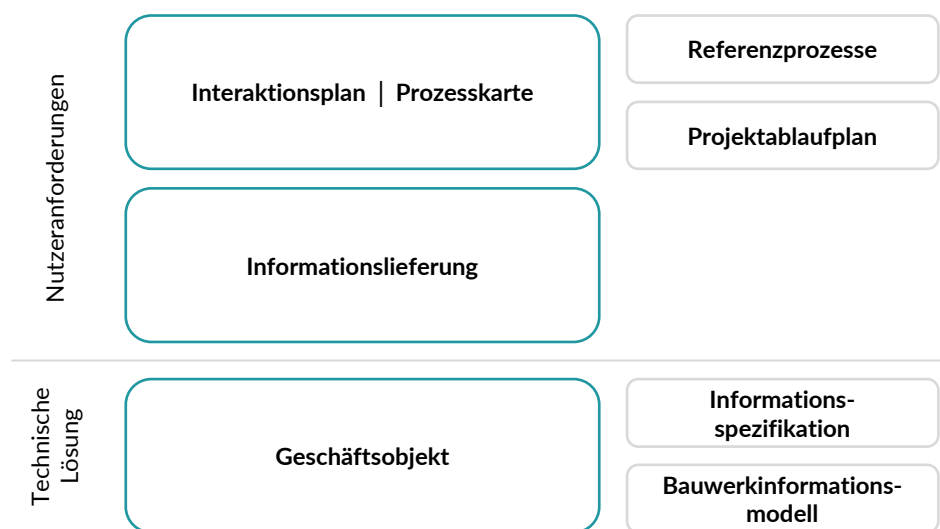 Nutzeranforderungen
Interaktionsplan | Prozesskarte
Referenzprozesse
Projektablaufplan
Informationslieferung
Technische
Lösung
Geschäftsobjekt
Informations-
spezifikation
Bauwerkinformations-
modell